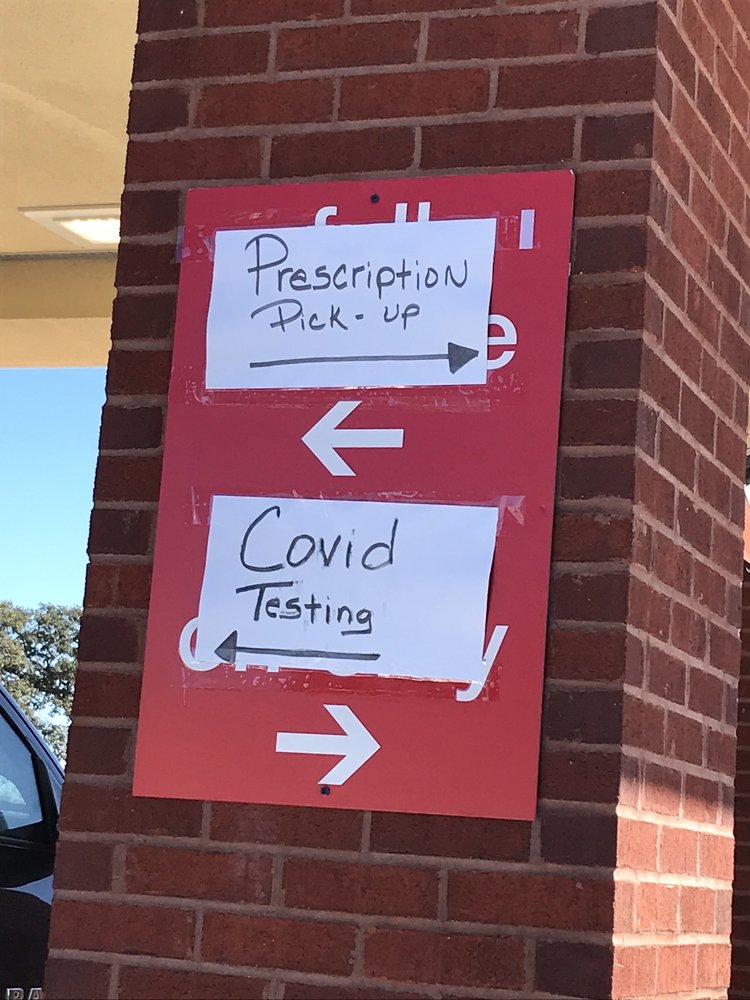 Prescription
Pick-up
Covid
Testing